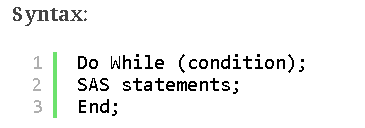 Syntax:
1 Do While (condition);
2 SAS statements;
3 End;